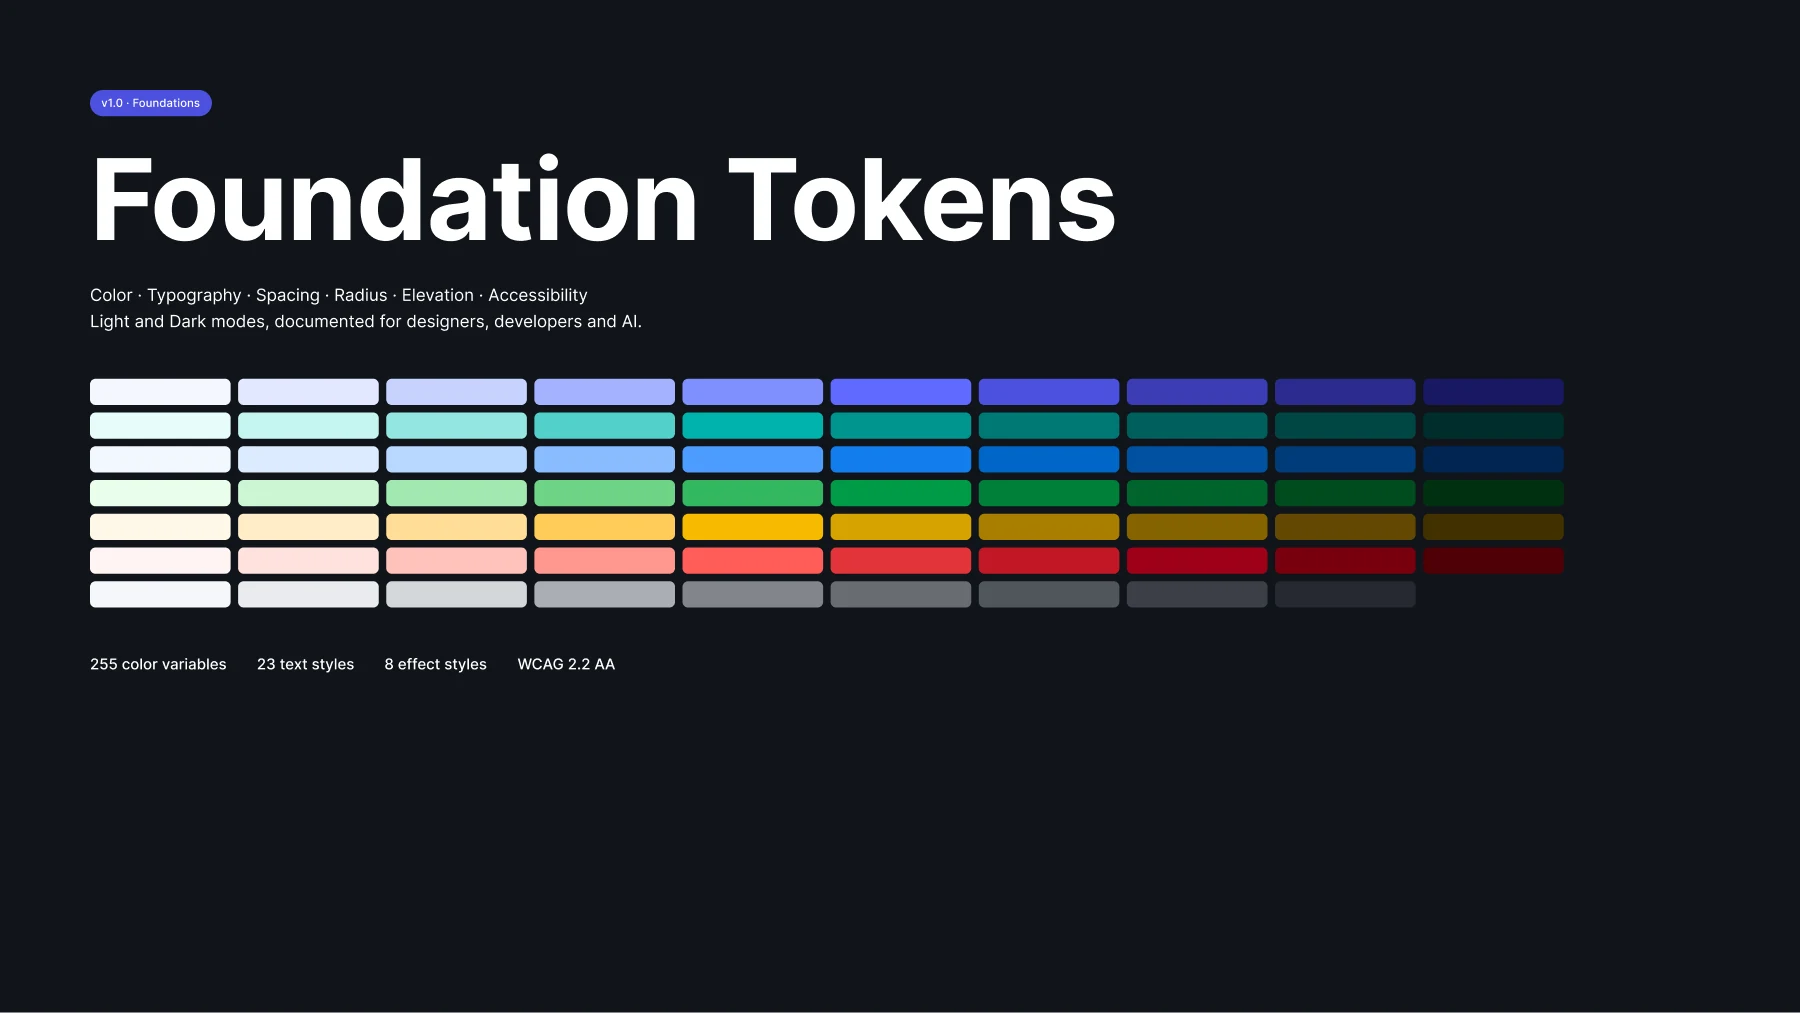 v1.0 · Foundations
Foundation Tokens
Color · Typography · Spacing · Radius · Elevation · Accessibility
Light and Dark modes, documented for designers, developers and AI.
255 color variables 23 text styles 8 effect styles WCAG 2.2 AA